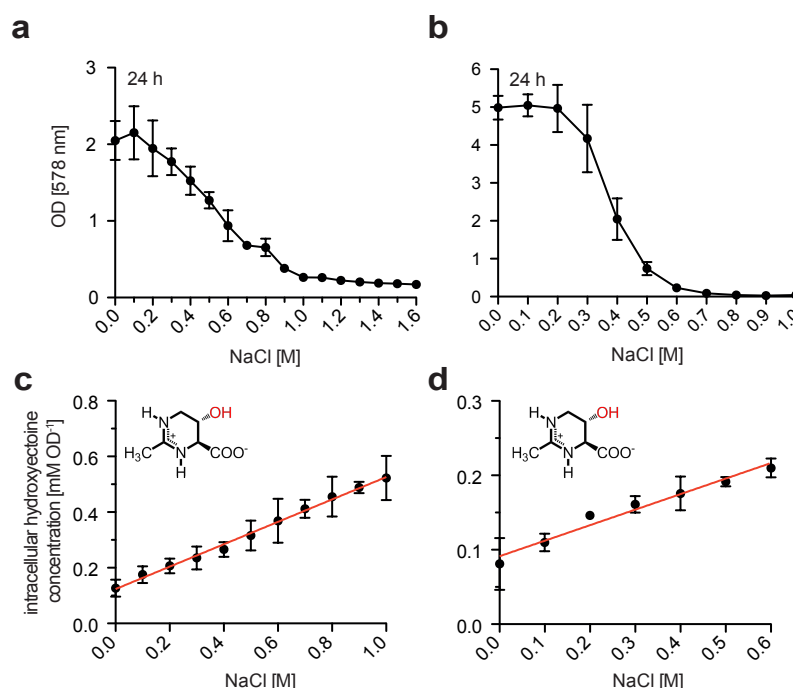 a
3
2
1
0
OD [578 nm]
24 h
0.0 0.2 0.4 0.6 0.8 1.0 1.2 1.4 1.6
NaCl [M]
b
6
5
4
3
2
1
0
24 h
0.0 0.1 0.2 0.3 0.4 0.5 0.6 0.7 0.8 0.9 1.0
NaCl [M]
c
0.8
0.6
0.4
0.2
0.0
intracellular hydroxyectoine
concentration [mM OD⁻¹]
H N OH
+
H₃C N COO⁻
H
0.0 0.2 0.4 0.6 0.8 1.0
NaCl [M]
d
0.3
0.2
0.1
0.0
H N OH
+
H₃C N COO⁻
H
0.0 0.1 0.2 0.3 0.4 0.5 0.6
NaCl [M]